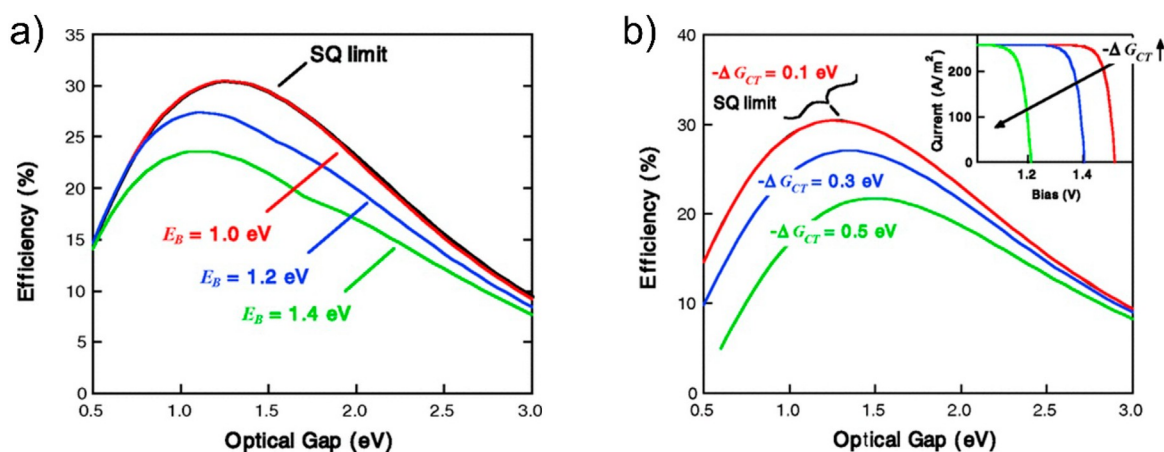 a)
Efficiency (%)
35
30
25
20
15
10
5
0
SQ limit
E_B = 1.0 eV
E_B = 1.2 eV
E_B = 1.4 eV
0.5 1.0 1.5 2.0 2.5 3.0
Optical Gap (eV)
b)
Efficiency (%)
40
30
20
10
0
-Δ G_CT = 0.1 eV
SQ limit
-Δ G_CT = 0.3 eV
-Δ G_CT = 0.5 eV
0.5 1.0 1.5 2.0 2.5 3.0
Optical Gap (eV)
Current (A/m²)
200
100
0
1.2 1.4
Bias (V)
-Δ G_CT